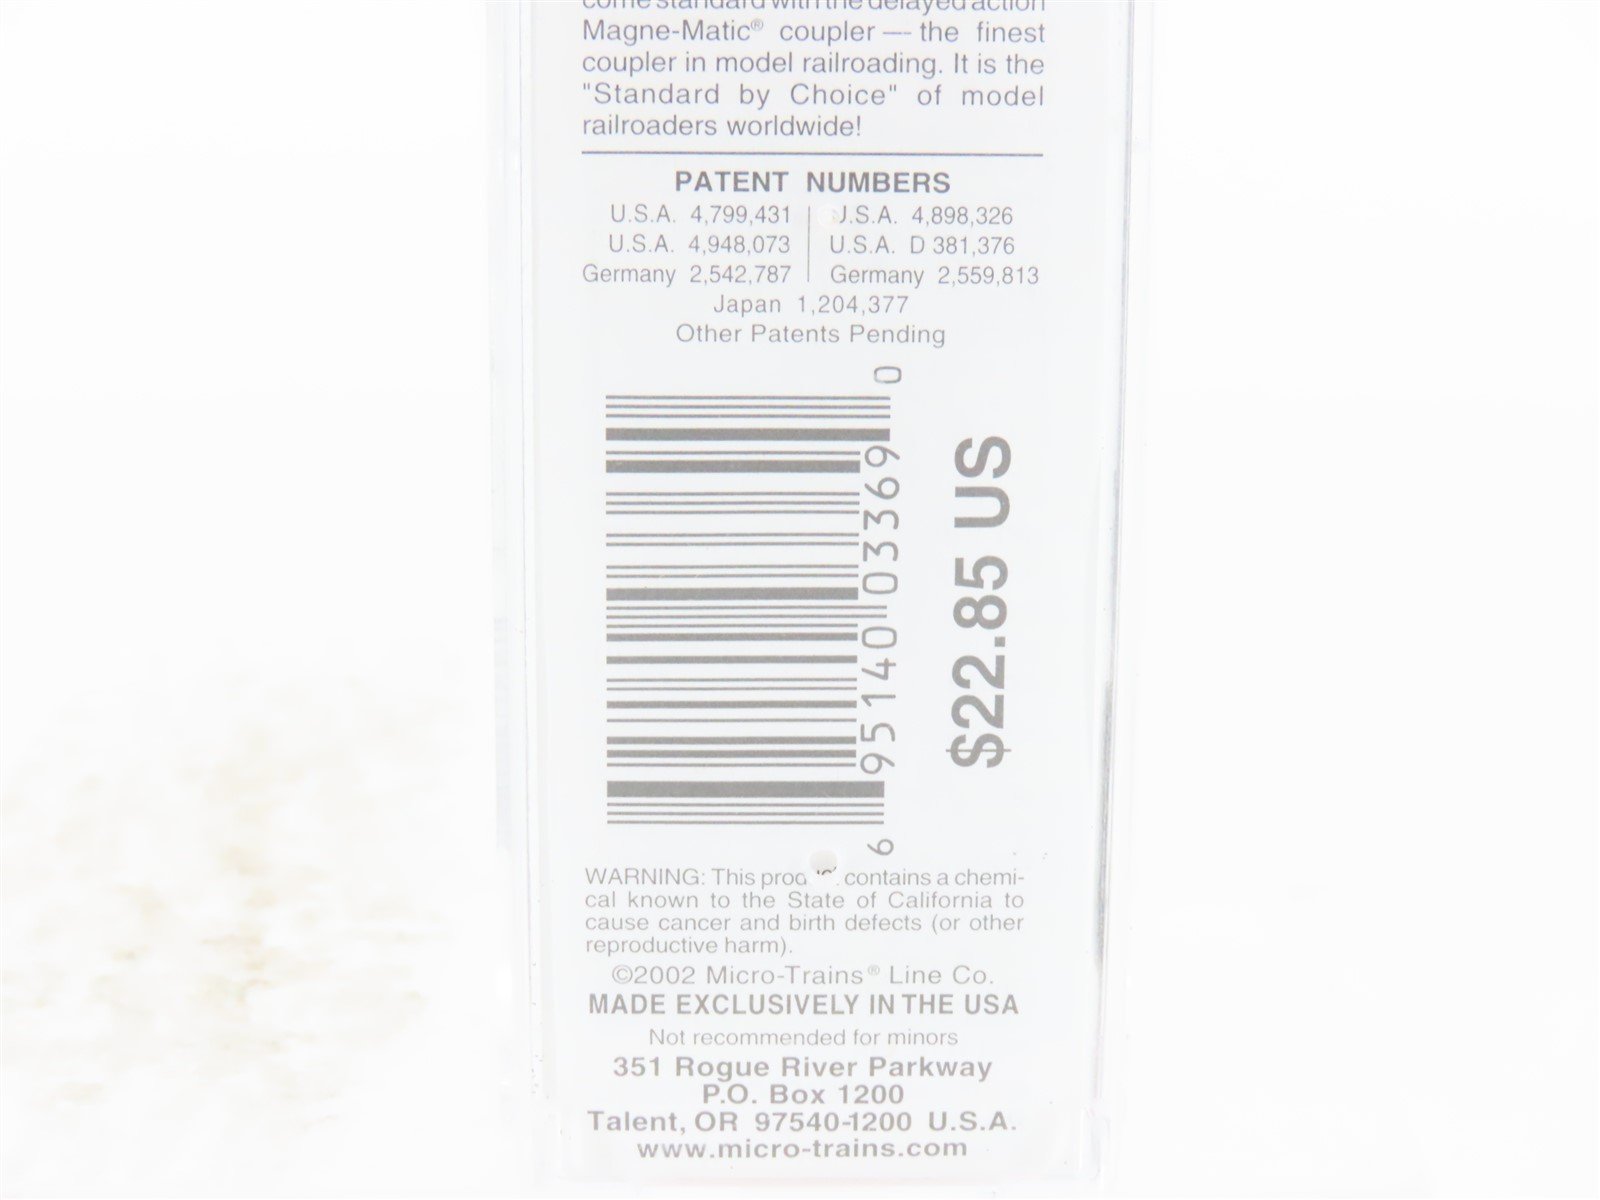 come standard with the delayed action
Magne-Matic® coupler — the finest
coupler in model railroading. It is the
"Standard by Choice" of model
railroaders worldwide!
PATENT NUMBERS
U.S.A. 4,799,431 U.S.A. 4,898,326
U.S.A. 4,948,073 U.S.A. D 381,376
Germany 2,542,787 Germany 2,559,813
Japan 1,204,377
Other Patents Pending
6 95140 03369 0
$22.85 US
WARNING: This product contains a chemi-
cal known to the State of California to
cause cancer and birth defects (or other
reproductive harm).
©2002 Micro-Trains® Line Co.
MADE EXCLUSIVELY IN THE USA
Not recommended for minors
351 Rogue River Parkway
P.O. Box 1200
Talent, OR 97540-1200 U.S.A.
www.micro-trains.com